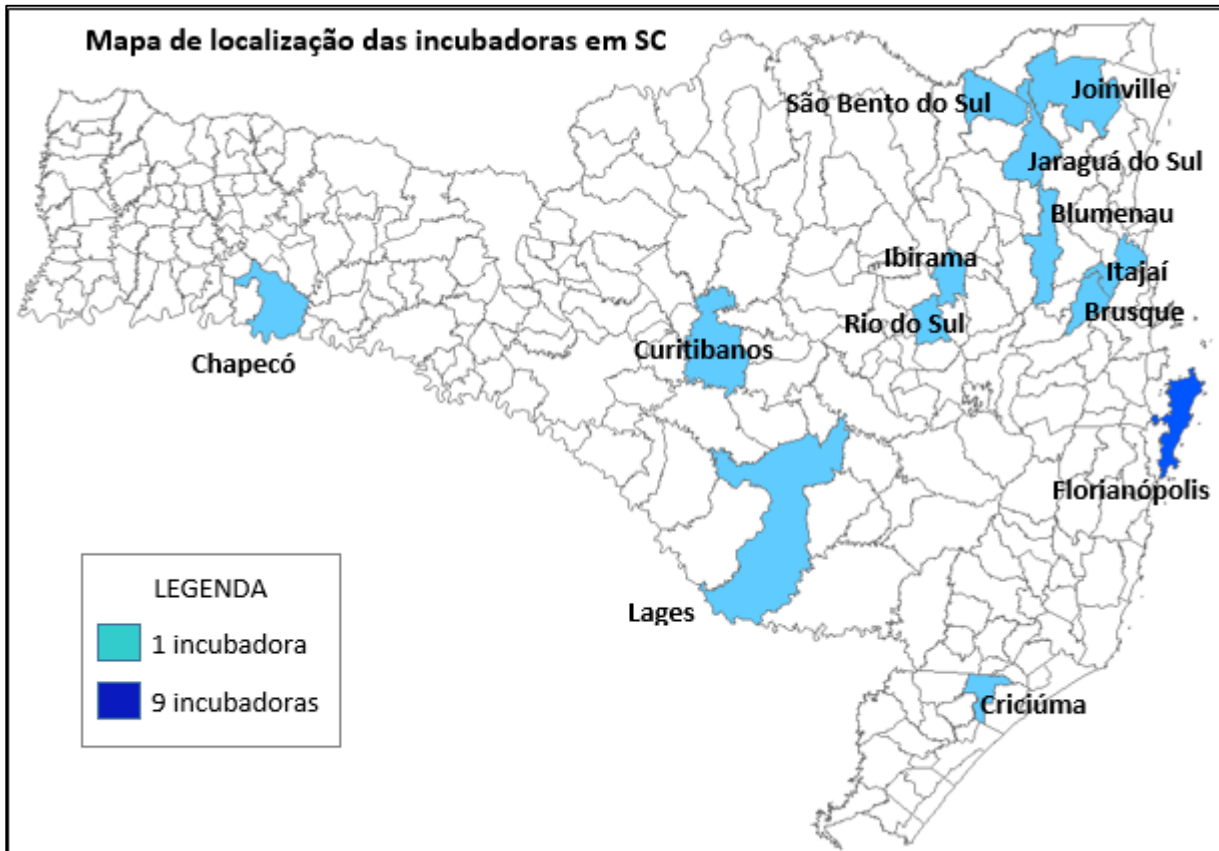 Mapa de localização das incubadoras em SC
Joinville
São Bento do Sul
Jaraguá do Sul
Blumenau
Ibirama
Itajaí
Brusque
Rio do Sul
Curitibanos
Chapecó
Florianópolis
Lages
Criciúma
LEGENDA
1 incubadora
9 incubadoras